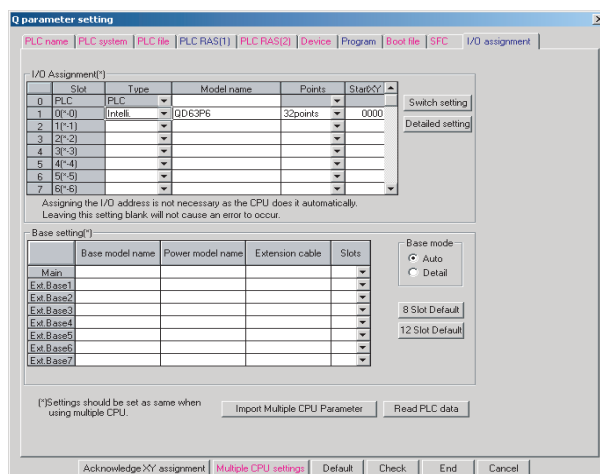 Q parameter setting
PLC name PLC system PLC file PLC RAS(1) PLC RAS(2) Device Program Boot file SFC I/O assignment
I/O Assignment(*)
Slot Type Model name Points StartXY
0 PLC PLC
1 0(*-0) Intelli. QD63P6 32points 0000
2 1(*-1)
3 2(*-2)
4 3(*-3)
5 4(*-4)
6 5(*-5)
7 6(*-6)
Switch setting
Detailed setting
Assigning the I/O address is not necessary as the CPU does it automatically.
Leaving this setting blank will not cause an error to occur.
Base setting(*)
Base model name Power model name Extension cable Slots
Main
Ext.Base1
Ext.Base2
Ext.Base3
Ext.Base4
Ext.Base5
Ext.Base6
Ext.Base7
Base mode
Auto
Detail
8 Slot Default
12 Slot Default
(*)Settings should be set as same when
using multiple CPU.
Import Multiple CPU Parameter Read PLC data
Acknowledge XY assignment Multiple CPU settings Default Check End Cancel